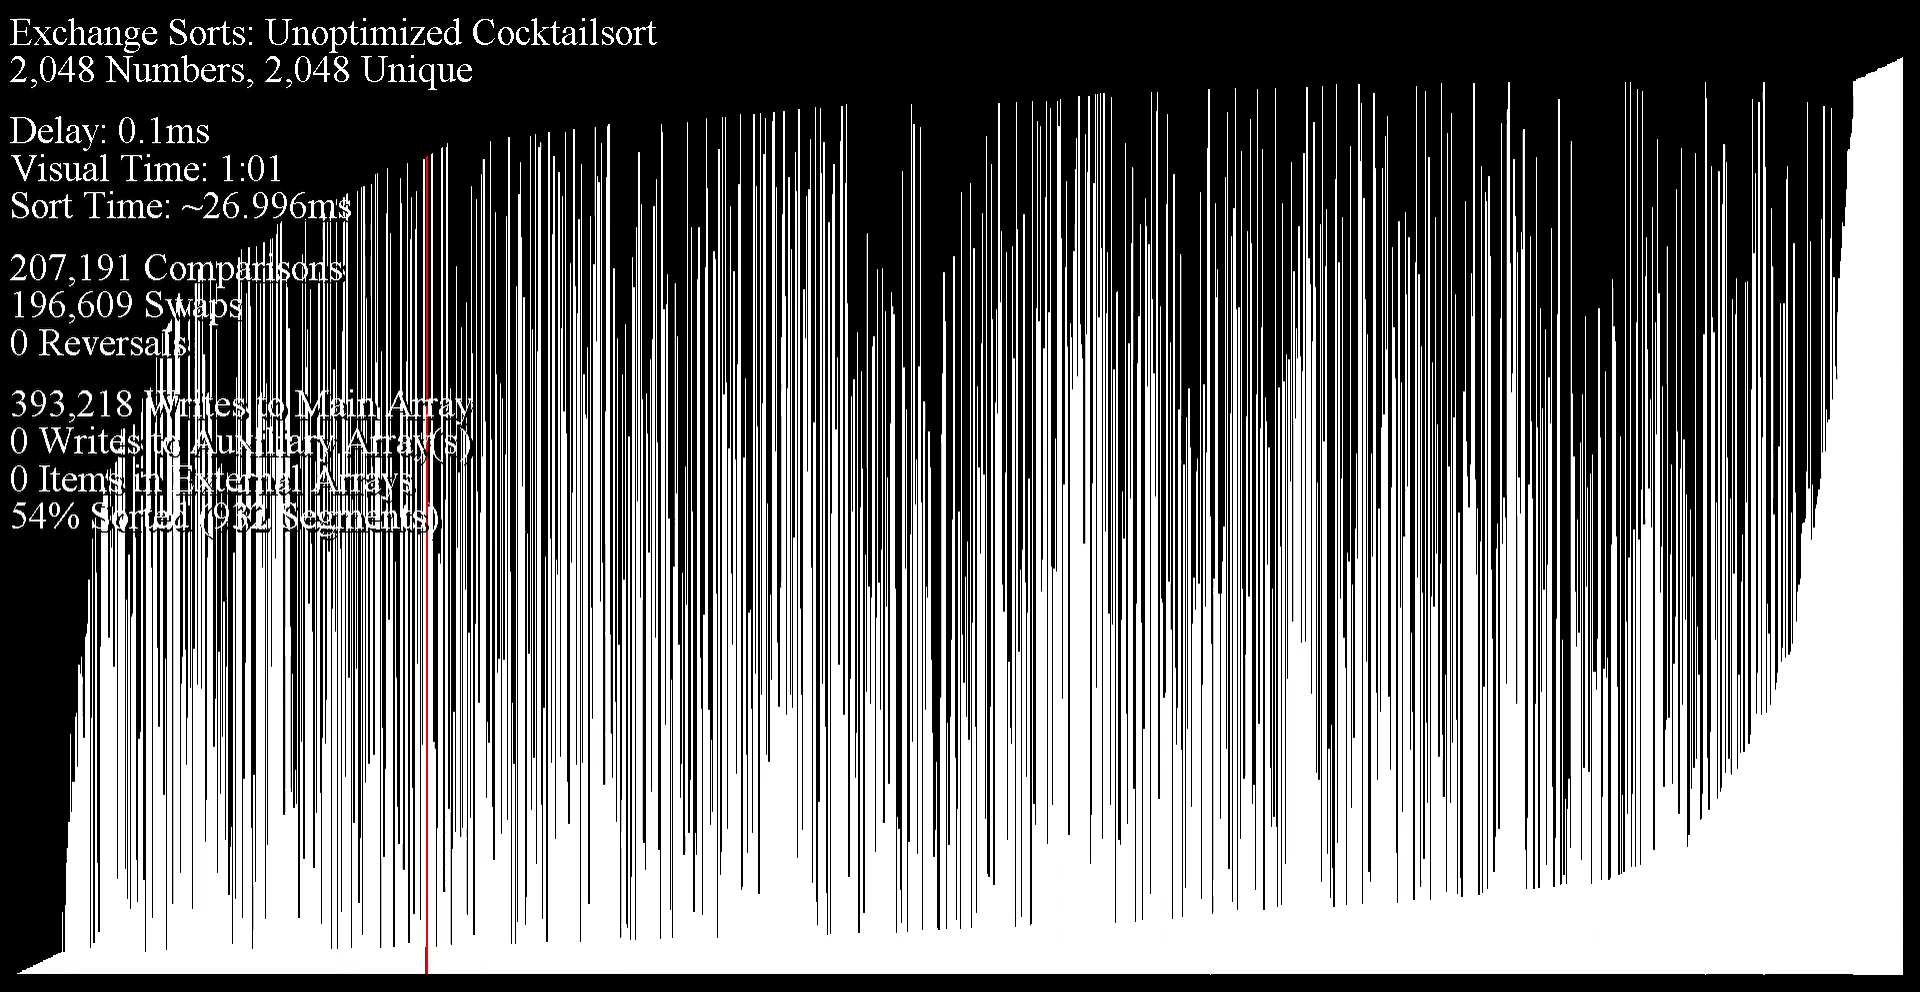 Exchange Sorts: Unoptimized Cocktailsort
2,048 Numbers, 2,048 Unique
Delay: 0.1ms
Visual Time: 1:01
Sort Time: ~26.996ms
207,191 Comparisons
196,609 Swaps
0 Reversals
393,218 Writes to Main Array
0 Writes to Auxiliary Array(s)
0 Items in External Arrays
54% Sorted (932 Segments)